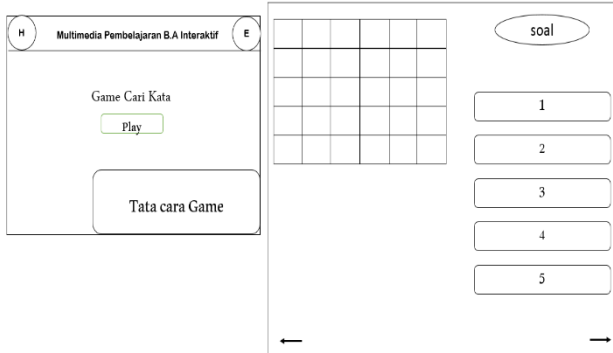 H
Multimedia Pembelajaran B.A Interaktif
E
Game Cari Kata
Play
Tata cara Game
soal
1
2
3
4
5